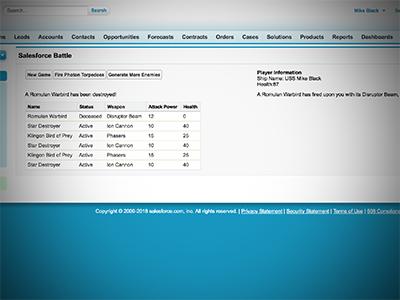 Search...
Search
Mike Black
Leads Accounts Contacts Opportunities Forecasts Contracts Orders Cases Solutions Products Reports Dashboards
Salesforce Battle
New Game Fire Photon Torpedoes Generate More Enemies
A Romulan Warbird has been destroyed!
Name Status Weapon Attack Power Health
Romulan Warbird Deceased Disruptor Beam 12 0
Star Destroyer Active Ion Cannon 10 40
Klingon Bird of Prey Active Phasers 15 25
Star Destroyer Active Ion Cannon 10 40
Klingon Bird of Prey Active Phasers 15 25
Star Destroyer Active Ion Cannon 10 40
Player Information
Ship Name: USS Mike Black
Health:87
A Romulan Warbird has fired upon you with its Disruptor Beam,
Copyright © 2000-2018 salesforce.com, inc. All rights reserved. | Privacy Statement | Security Statement | Terms of Use | 508 Compliance